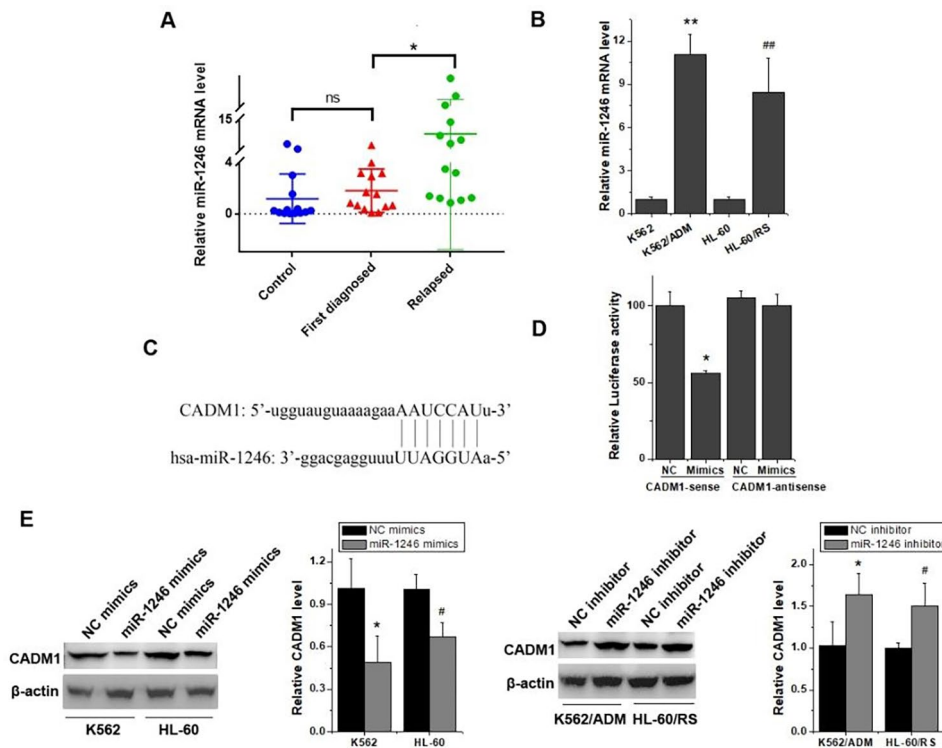 A
Relative miR-1246 mRNA level
15
4
0
ns
*
Control
First diagnosed
Relapsed
B
Relative miR-1246 mRNA level
12
9
6
3
0
**
##
K562
K562/ADM
HL-60
HL-60/RS
C
CADM1: 5’-ugguauguaaaagaaAAUCCAUu-3’
hsa-miR-1246: 3’-ggacgagguuuUUAGGUAa-5’
D
Relative Luciferase activity
100
50
0
*
NC Mimics NC Mimics
CADM1-sense CADM1-antisense
E
NC mimics
miR-1246 mimics
NC mimics
miR-1246 mimics
CADM1
β-actin
K562 HL-60
NC mimics
miR-1246 mimics
Relative CADM1 level
1.2
0.9
0.6
0.3
0.0
*
#
K562 HL-60
NC inhibitor
miR-1246 inhibitor
NC inhibitor
miR-1246 inhibitor
CADM1
β-actin
K562/ADM HL-60/RS
NC inhibitor
miR-1246 inhibitor
Relative CADM1 level
2.0
1.5
1.0
0.5
0.0
*
#
K562/ADM HL-60/RS